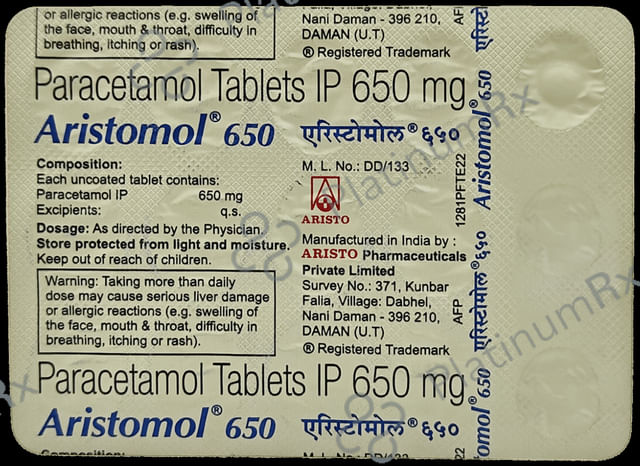 or allergic reactions (e.g. swelling of
the face, mouth & throat, difficulty in
breathing, itching or rash).
Nani Daman - 396 210,
DAMAN (U.T)
® Registered Trademark
Paracetamol Tablets IP 650 mg
Aristomol® 650 एरिस्टोमोल® ६५०
Composition:
Each uncoated tablet contains:
Paracetamol IP 650 mg
Excipients: q.s.
Dosage: As directed by the Physician.
Store protected from light and moisture.
Keep out of reach of children.
Warning: Taking more than daily
dose may cause serious liver damage
or allergic reactions (e.g. swelling of
the face, mouth & throat, difficulty in
breathing, itching or rash).
M. L. No.: DD/133
ARISTO
Manufactured in India by :
ARISTO Pharmaceuticals
Private Limited
Survey No.: 371, Kunbar
Falia, Village: Dabhel,
Nani Daman - 396 210,
DAMAN (U.T)
® Registered Trademark
1281PFTE22
AFP
Aristomol® 650
एरिस्टोमोल® ६५०
Paracetamol Tablets IP 650 mg
Aristomol® 650 एरिस्टोमोल® ६५०
Composition:
M. L. No.: DD/133
PlatinumRx
PlatinumRx